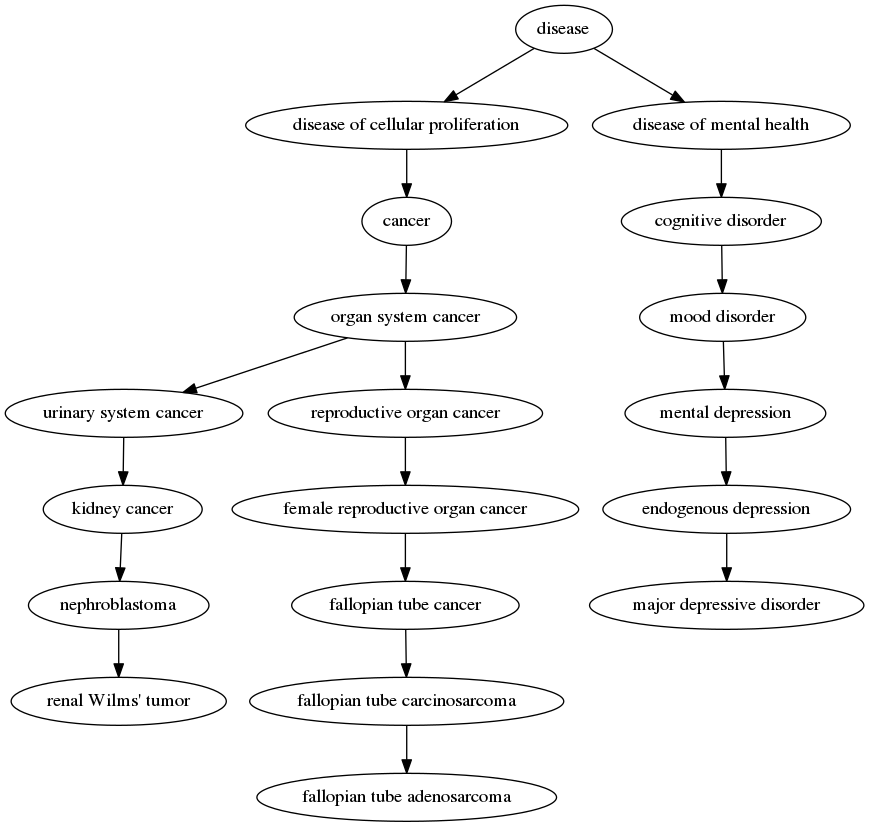 disease
disease of cellular proliferation
disease of mental health
cancer
cognitive disorder
organ system cancer
mood disorder
urinary system cancer
reproductive organ cancer
mental depression
kidney cancer
female reproductive organ cancer
endogenous depression
nephroblastoma
fallopian tube cancer
major depressive disorder
renal Wilms' tumor
fallopian tube carcinosarcoma
fallopian tube adenosarcoma